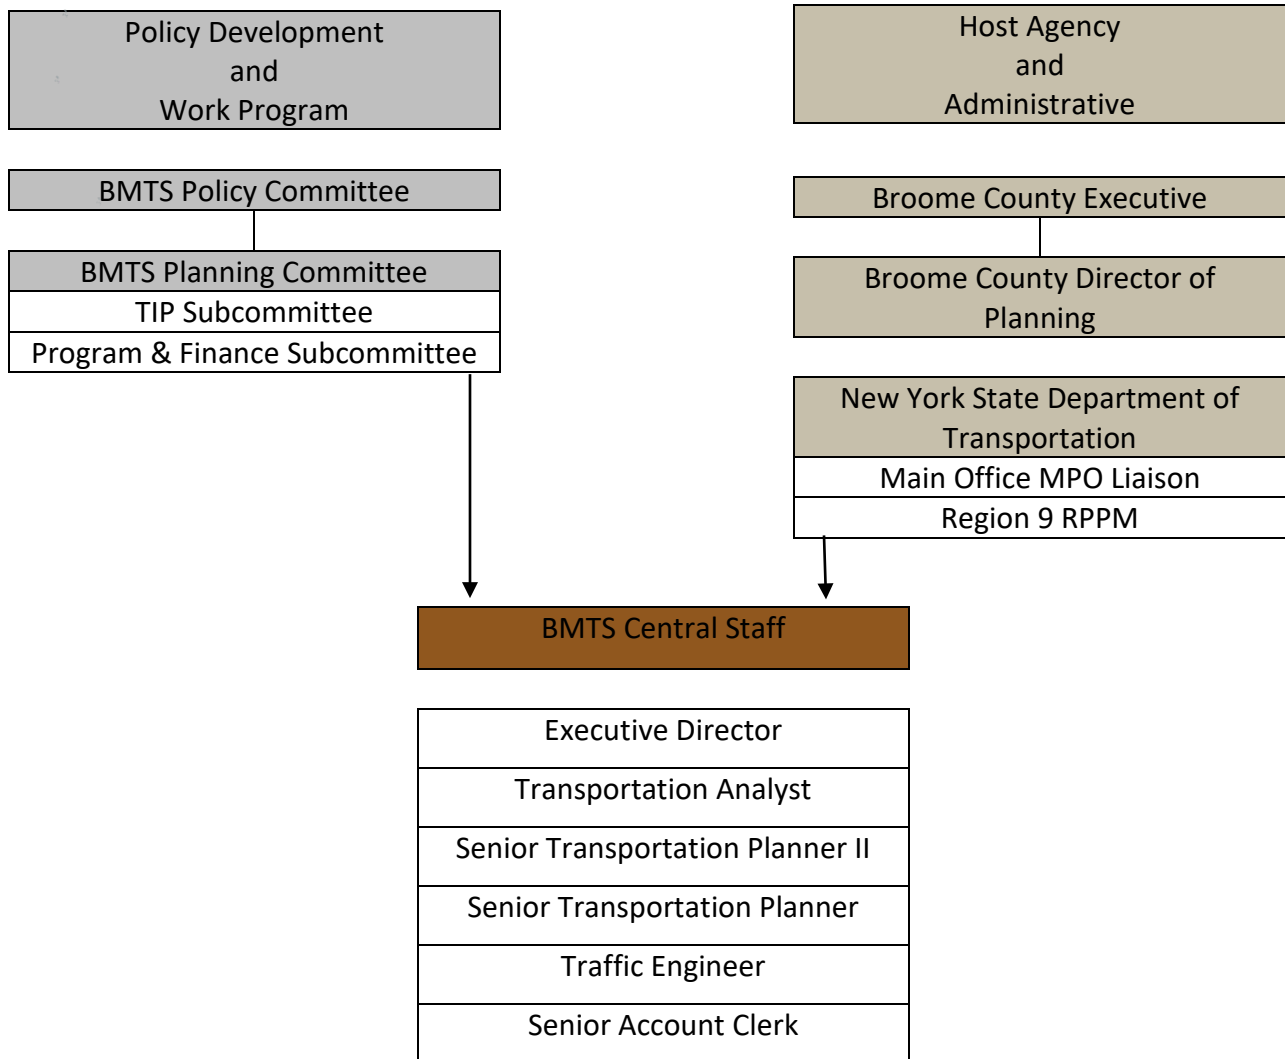 Policy Development
and
Work Program
BMTS Policy Committee
BMTS Planning Committee
TIP Subcommittee
Program & Finance Subcommittee
Host Agency
and
Administrative
Broome County Executive
Broome County Director of
Planning
New York State Department of
Transportation
Main Office MPO Liaison
Region 9 RPPM
BMTS Central Staff
Executive Director
Transportation Analyst
Senior Transportation Planner II
Senior Transportation Planner
Traffic Engineer
Senior Account Clerk